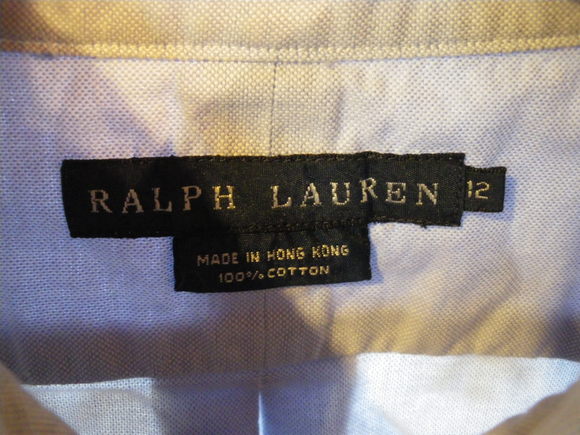 RALPH LAUREN 12
MADE IN HONG KONG
100% COTTON